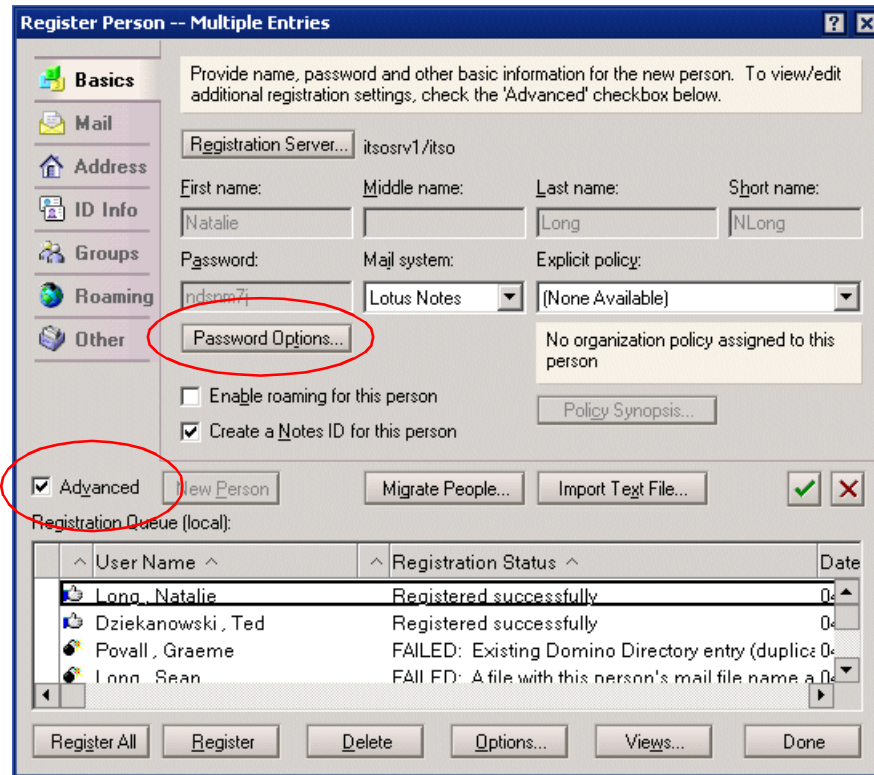 Register Person -- Multiple Entries
Basics
Mail
Address
ID Info
Groups
Roaming
Other
Provide name, password and other basic information for the new person. To view/edit
additional registration settings, check the 'Advanced' checkbox below.
Registration Server... itsosrv1/itso
First name: Middle name: Last name: Short name:
Natalie Long NLong
Password: Mail system: Explicit policy:
ndsnm7j Lotus Notes (None Available)
Password Options...
No organization policy assigned to this
person
Enable roaming for this person
Policy Synopsis...
Create a Notes ID for this person
Advanced New Person Migrate People... Import Text File...
Registration Queue (local):
User Name Registration Status Date
Long , Natalie Registered successfully 04
Dziekanowski , Ted Registered successfully 04
Povall , Graeme FAILED: Existing Domino Directory entry (duplica 04
Long , Sean FAILED: A file with this person's mail file name a 04
Register All Register Delete Options... Views... Done